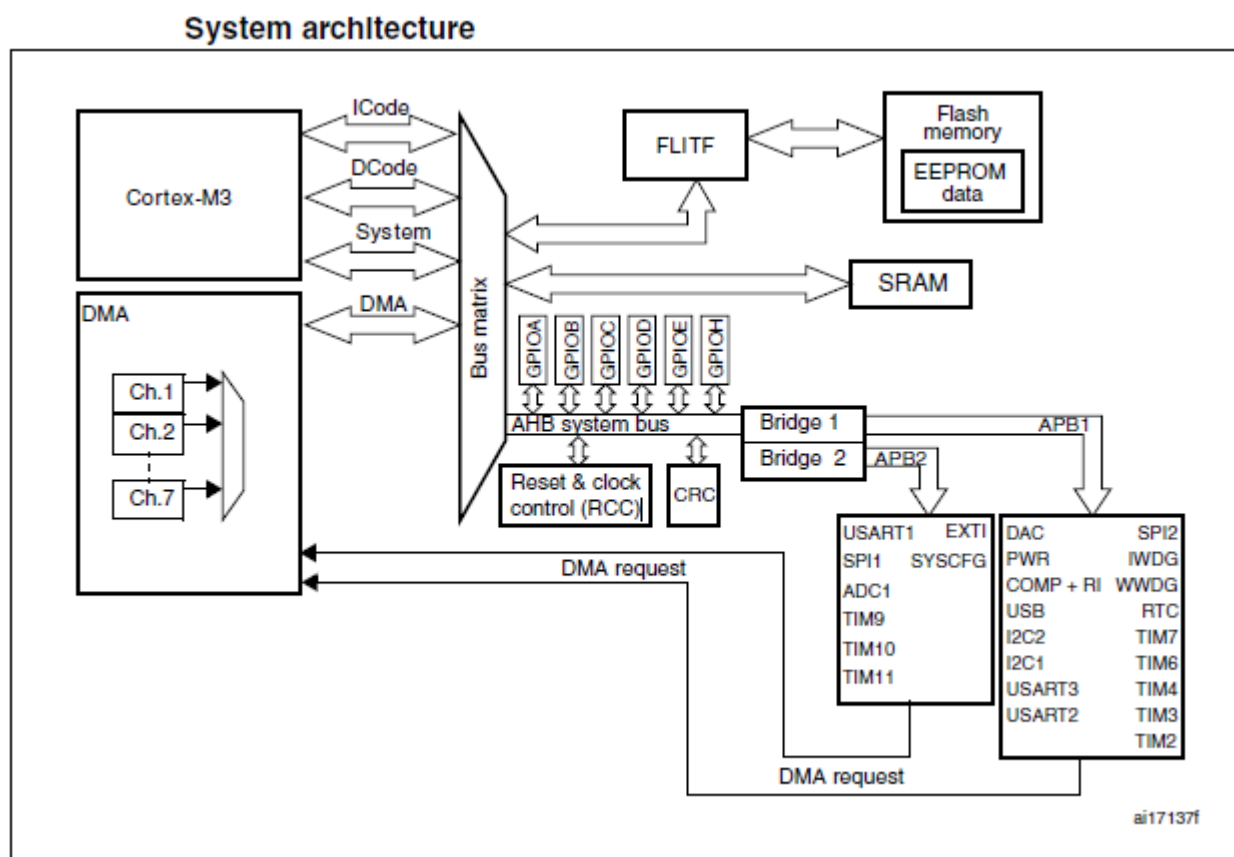 System architecture
ICode
DCode
System
DMA
Cortex-M3
DMA
Ch.1
Ch.2
Ch.7
Bus matrix
FLITF
Flash
memory
EEPROM
data
SRAM
GPIOA
GPIOB
GPIOC
GPIOD
GPIOE
GPIOH
AHB system bus
Bridge 1
Bridge 2
APB1
APB2
Reset & clock
control (RCC)
CRC
USART1 EXTI
SPI1 SYSCFG
ADC1
TIM9
TIM10
TIM11
DAC SPI2
PWR IWDG
COMP + RI WWDG
USB RTC
I2C2 TIM7
I2C1 TIM6
USART3 TIM4
USART2 TIM3
TIM2
DMA request
DMA request
ai17137f